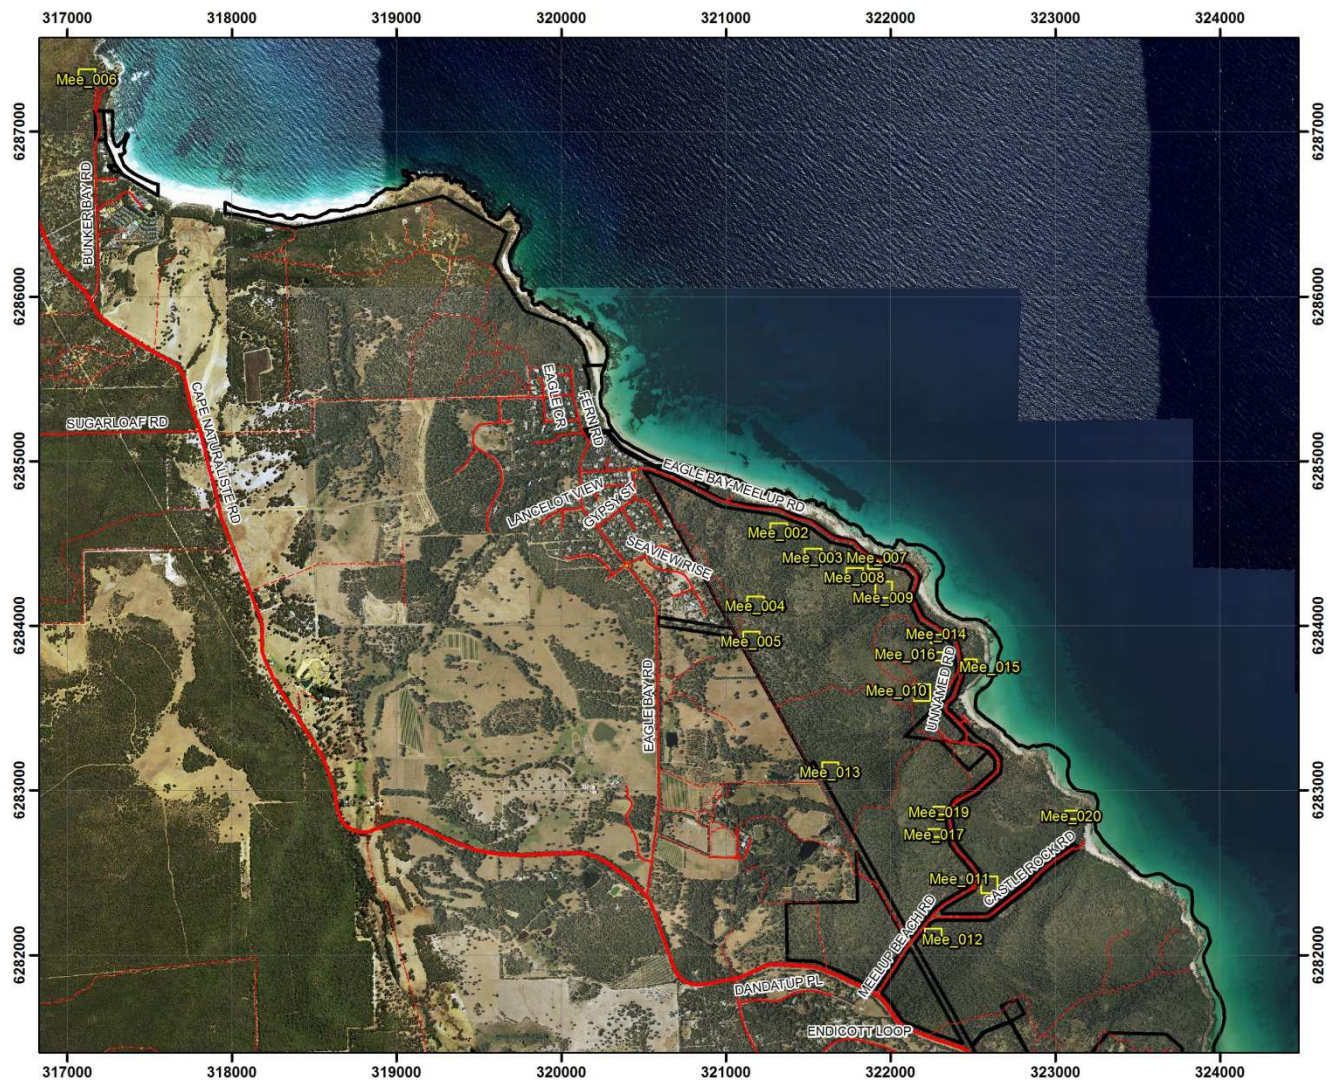 317000
318000
319000
320000
321000
322000
323000
324000
Mee_006
6287000
6287000
BUNKER BAY RD
6286000
6286000
EAGLE CR
FERN RD
CAPE NATURALISTE RD
SUGARLOAF RD
6285000
6285000
EAGLE BAY-MEELUP RD
LANCELOT VIEW
GYPSY ST
Mee_002
SEAVIEW RISE
Mee_003
Mee_007
Mee_008
Mee_009
Mee_004
6284000
6284000
Mee_005
Mee_014
Mee_016
Mee_015
UNNAMED RD
Mee_010
EAGLE BAY RD
Mee_013
6283000
6283000
Mee_019
Mee_020
Mee_017
CASTLE ROCK RD
Mee_011
MEELUP BEACH RD
Mee_012
6282000
6282000
DANDATUP PL
ENDICOTT LOOP
317000
318000
319000
320000
321000
322000
323000
324000